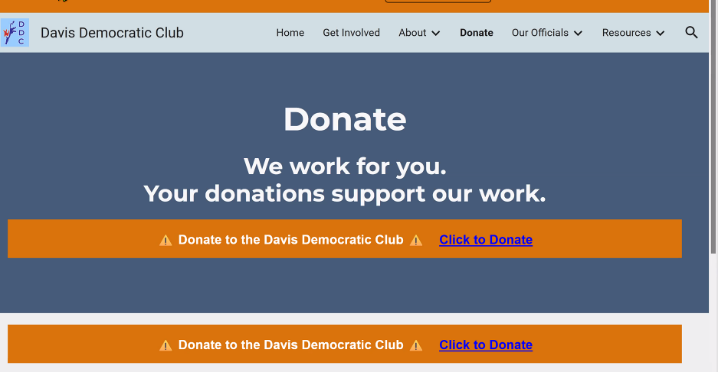 D
D
C
Davis Democratic Club
Home Get Involved About Donate Our Officials Resources
Donate
We work for you.
Your donations support our work.
⚠️ Donate to the Davis Democratic Club ⚠️ Click to Donate
⚠️ Donate to the Davis Democratic Club ⚠️ Click to Donate